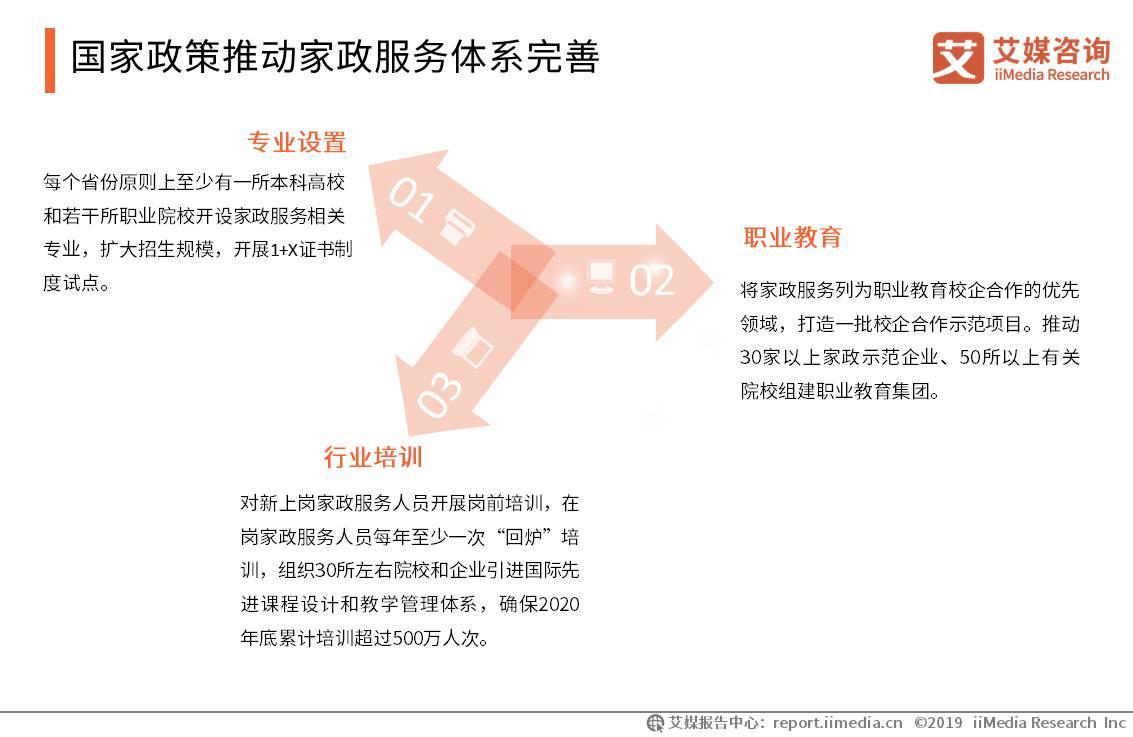 国家政策推动家政服务体系完善
艾媒咨询
iiMedia Research
专业设置
每个省份原则上至少有一所本科高校
和若干所职业院校开设家政服务相关
专业，扩大招生规模，开展1+X证书制
度试点。
01
02
职业教育
将家政服务列为职业教育校企合作的优先
领域，打造一批校企合作示范项目。推动
30家以上家政示范企业、50所以上有关
院校组建职业教育集团。
03
行业培训
对新上岗家政服务人员开展岗前培训，在
岗家政服务人员每年至少一次“回炉”培
训，组织30所左右院校和企业引进国际先
进课程设计和教学管理体系，确保2020
年底累计培训超过500万人次。
艾媒报告中心：report.iimedia.cn ©2019 iiMedia Research Inc